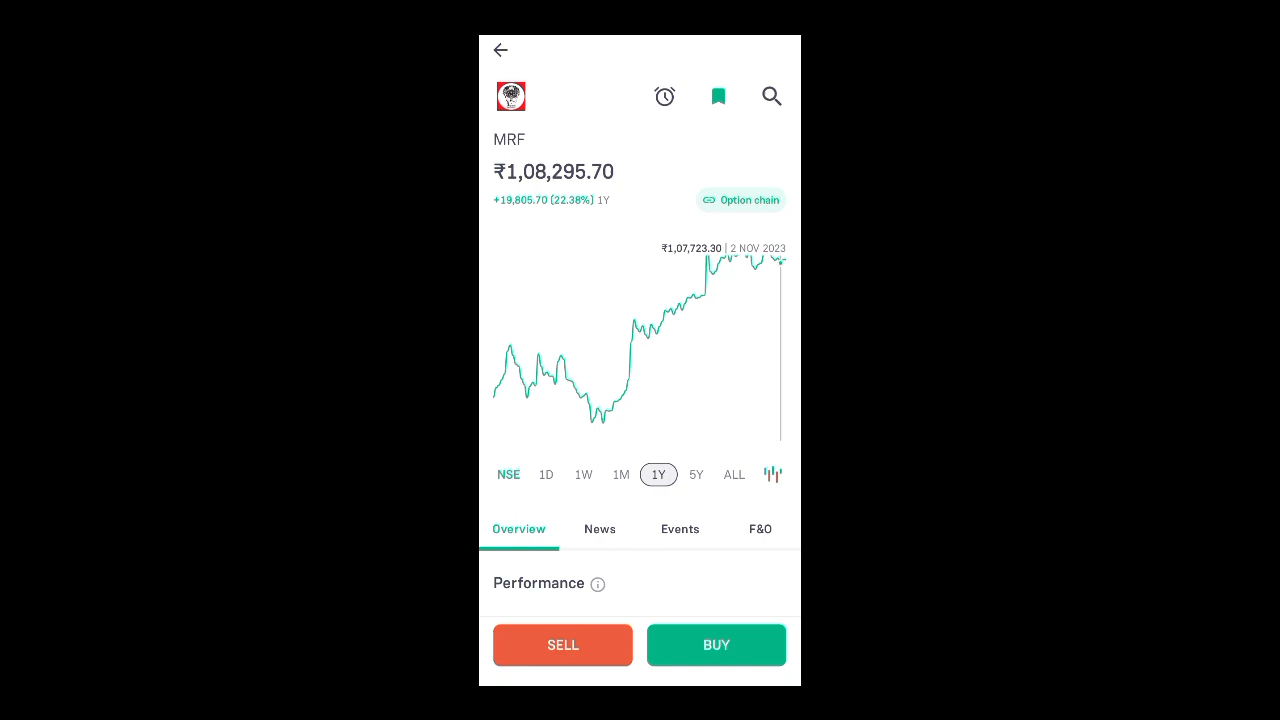 MRF
₹1,08,295.70
+19,805.70 (22.38%) 1Y
Option chain
₹1,07,723.30 | 2 NOV 2023
NSE 1D 1W 1M 1Y 5Y ALL
Overview News Events F&O
Performance
SELL BUY